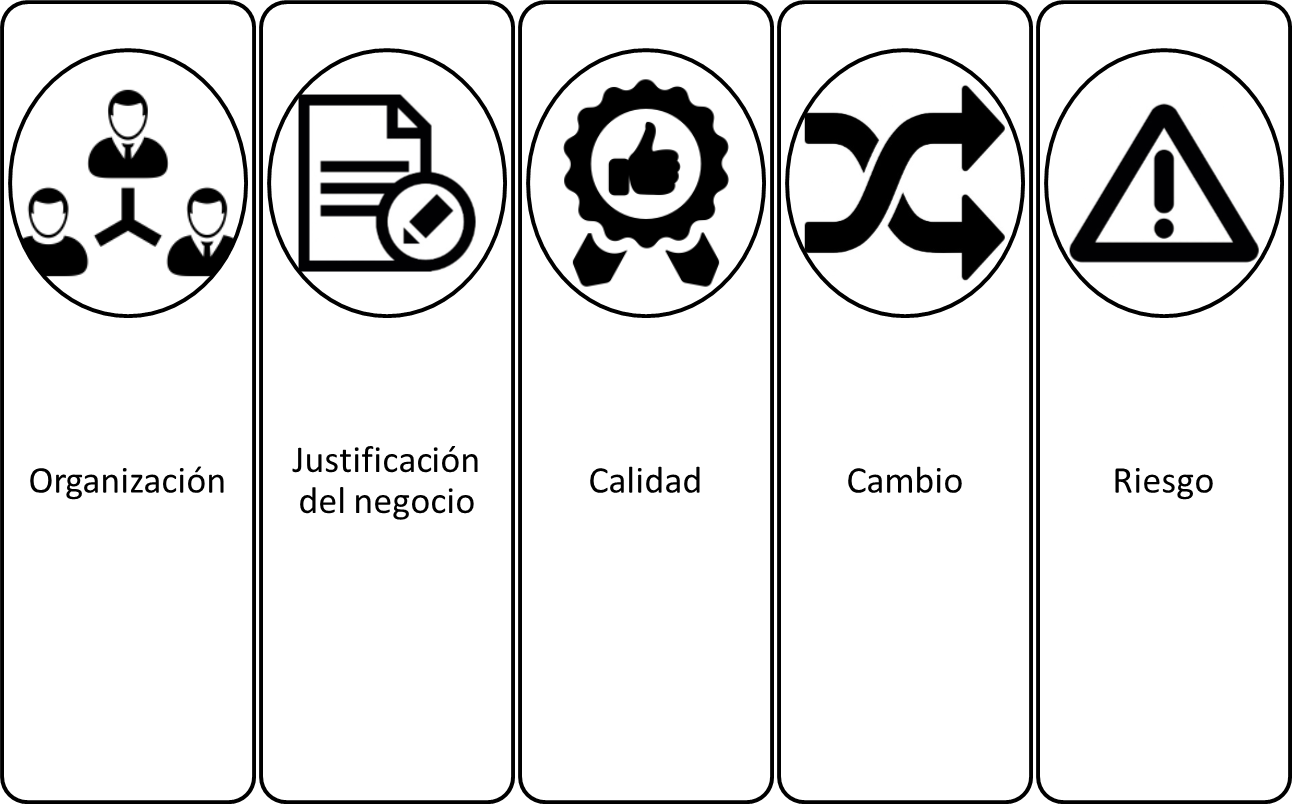 Organización
Justificación
del negocio
Calidad
Cambio
Riesgo